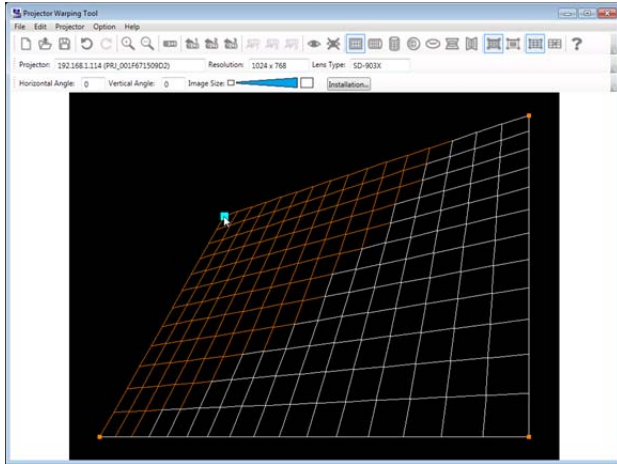 Projector Warping Tool
File Edit Projector Option Help
Projector: 192.168.1.114 (PRJ_001F671509D2) Resolution: 1024 x 768 Lens Type: SD-903X
Horizontal Angle: 0 Vertical Angle: 0 Image Size: Installation...